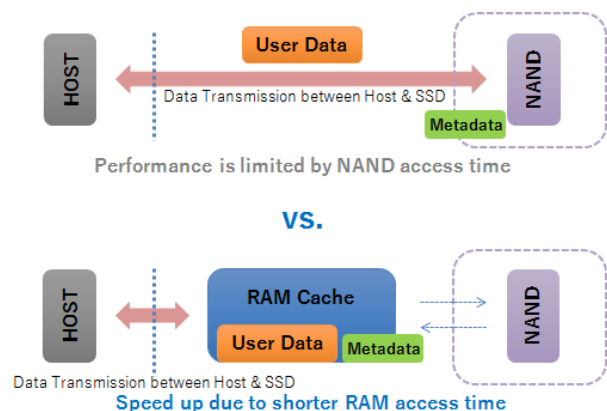 User Data
HOST
NAND
Data Transmission between Host & SSD
Metadata
Performance is limited by NAND access time
VS.
HOST
RAM Cache
NAND
User Data
Metadata
Data Transmission between Host & SSD
Speed up due to shorter RAM access time